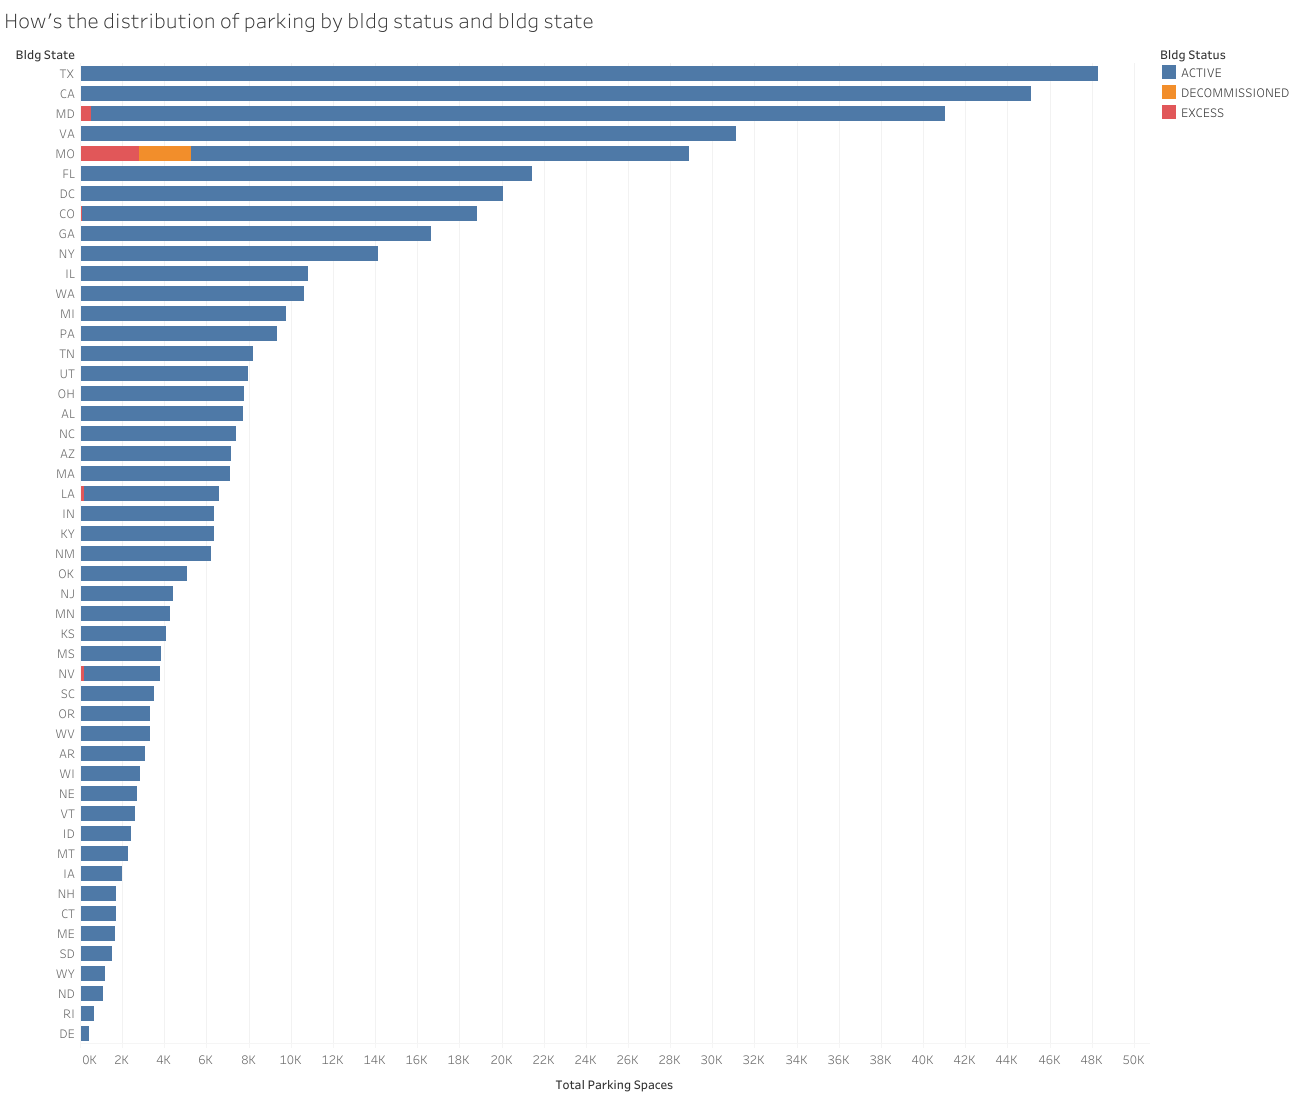 How's the distribution of parking by bldg status and bldg state
Bldg State
TX
CA
MD
VA
MO
FL
DC
CO
GA
NY
IL
WA
MI
PA
TN
UT
OH
AL
NC
AZ
MA
LA
IN
KY
NM
OK
NJ
MN
KS
MS
NV
SC
OR
WV
AR
WI
NE
VT
ID
MT
IA
NH
CT
ME
SD
WY
ND
RI
DE
0K 2K 4K 6K 8K 10K 12K 14K 16K 18K 20K 22K 24K 26K 28K 30K 32K 34K 36K 38K 40K 42K 44K 46K 48K 50K
Total Parking Spaces
Bldg Status
ACTIVE
DECOMMISSIONED
EXCESS